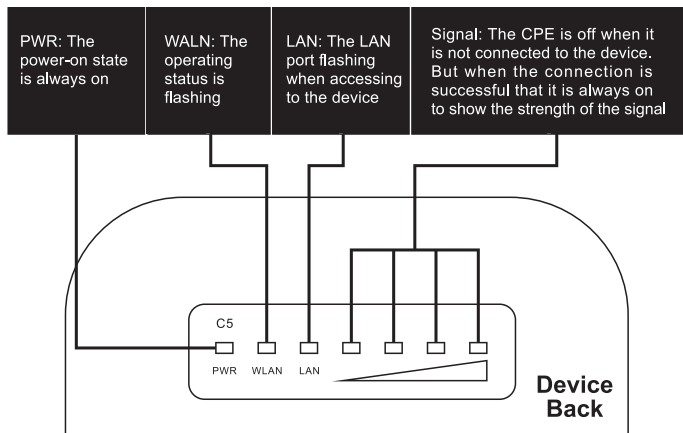 PWR: The
power-on state
is always on
WALN: The
operating
status is
flashing
LAN: The LAN
port flashing
when accessing
to the device
Signal: The CPE is off when it
is not connected to the device.
But when the connection is
successful that it is always on
to show the strength of the signal
C5
PWR WLAN LAN
Device
Back